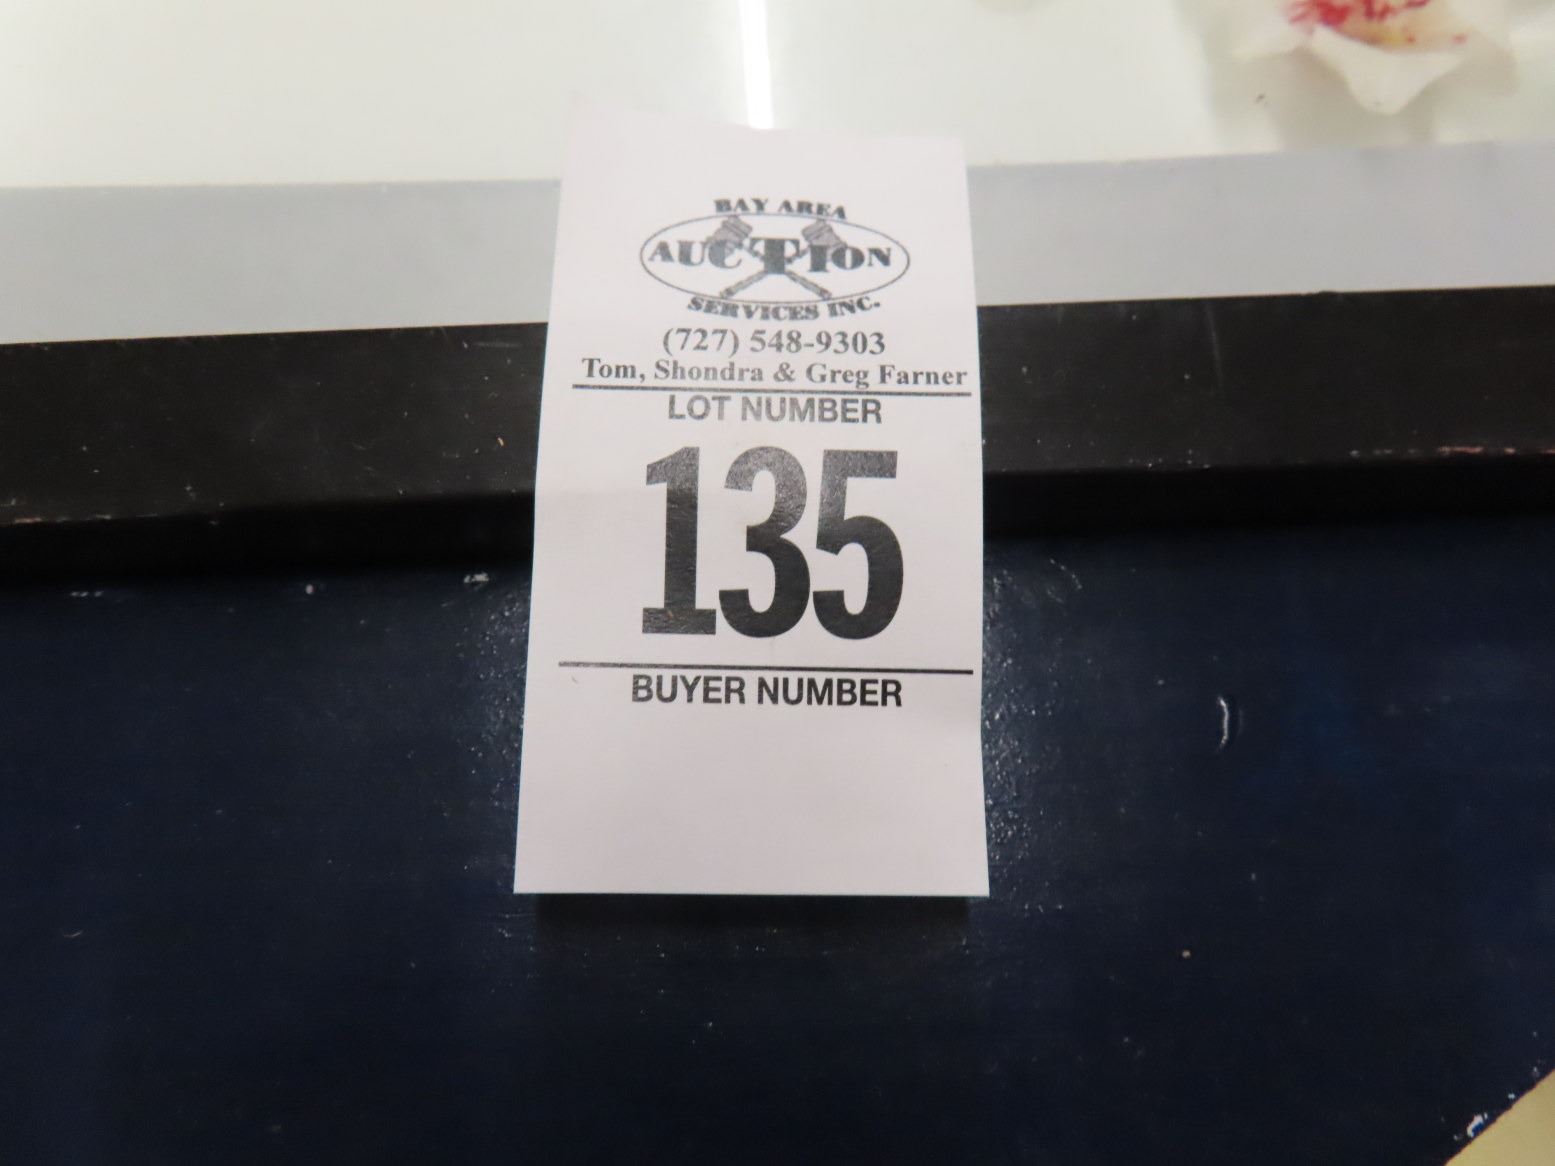 BAY AREA
AUCTION
SERVICES INC.
(727) 548-9303
Tom, Shondra & Greg Farner
LOT NUMBER
135
BUYER NUMBER